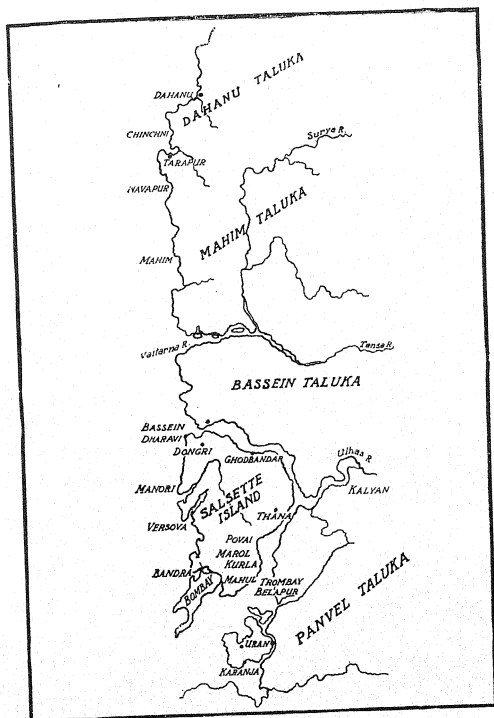 DAHANU
DAHANU TALUKA
CHINCHNI
Surya R.
TARAPUR
NAVAPUR
MAHIM TALUKA
MAHIM
Vaitarna R.
Tansa R.
BASSEIN TALUKA
BASSEIN
DHARAVI
DONGRI
GHODBANDAR
Ulhas R
MANORI
KALYAN
SALSETTE
ISLAND
VERSOVA
THANA
POVAI
MAROL
KURLA
BANDRA
MAHUL
TROMBAY
BELAPUR
BOMBAY
PANVEL TALUKA
URAN
KARANJA